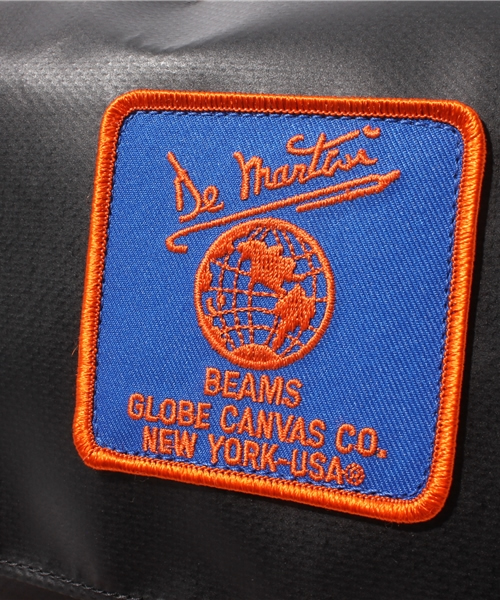 De Martini
BEAMS
GLOBE CANVAS CO.
NEW YORK-USA®